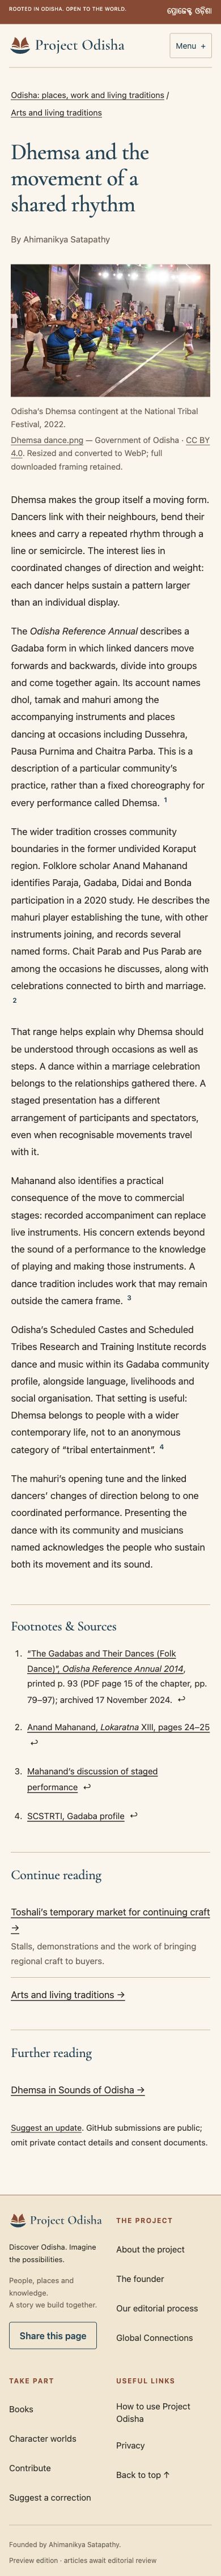 ROOTED IN ODISHA. OPEN TO THE WORLD.
ପ୍ରୋଜେକ୍ଟ ଓଡ଼ିଶା
Project Odisha
Menu +
Odisha: places, work and living traditions /
Arts and living traditions
Dhemsa and the
movement of a
shared rhythm
By Ahimanikya Satapathy
Odisha’s Dhemsa contingent at the National Tribal
Festival, 2022.
Dhemsa dance.png — Government of Odisha · CC BY
4.0. Resized and converted to WebP; full
downloaded framing retained.
Dhemsa makes the group itself a moving form.
Dancers link with their neighbours, bend their
knees and carry a repeated rhythm through a
line or semicircle. The interest lies in
coordinated changes of direction and weight:
each dancer helps sustain a pattern larger
than an individual display.
The Odisha Reference Annual describes a
Gadaba form in which linked dancers move
forwards and backwards, divide into groups
and come together again. Its account names
dhol, tamak and mahuri among the
accompanying instruments and places
dancing at occasions including Dussehra,
Pausa Purnima and Chaitra Parba. This is a
description of a particular community’s
practice, rather than a fixed choreography for
every performance called Dhemsa. 1
The wider tradition crosses community
boundaries in the former undivided Koraput
region. Folklore scholar Anand Mahanand
identifies Paraja, Gadaba, Didai and Bonda
participation in a 2020 study. He describes the
mahuri player establishing the tune, with other
instruments joining, and records several
named forms. Chait Parab and Pus Parab are
among the occasions he discusses, along with
celebrations connected to birth and marriage.
2
That range helps explain why Dhemsa should
be understood through occasions as well as
steps. A dance within a marriage celebration
belongs to the relationships gathered there. A
staged presentation has a different
arrangement of participants and spectators,
even when recognisable movements travel
with it.
Mahanand also identifies a practical
consequence of the move to commercial
stages: recorded accompaniment can replace
live instruments. His concern extends beyond
the sound of a performance to the knowledge
of playing and making those instruments. A
dance tradition includes work that may remain
outside the camera frame. 3
Odisha’s Scheduled Castes and Scheduled
Tribes Research and Training Institute records
dance and music within its Gadaba community
profile, alongside language, livelihoods and
social organisation. That setting is useful:
Dhemsa belongs to people with a wider
contemporary life, not to an anonymous
category of “tribal entertainment”. 4
The mahuri’s opening tune and the linked
dancers’ changes of direction belong to one
coordinated performance. Presenting the
dance with its community and musicians
named acknowledges the people who sustain
both its movement and its sound.
Footnotes & Sources
1. “The Gadabas and Their Dances (Folk
Dance)”, Odisha Reference Annual 2014,
printed p. 93 (PDF page 15 of the chapter, pp.
79–97); archived 17 November 2024. ↩
2. Anand Mahanand, Lokaratna XIII, pages 24–25
↩
3. Mahanand’s discussion of staged
performance ↩
4. SCSTRTI, Gadaba profile ↩
Continue reading
Toshali’s temporary market for continuing craft
→
Stalls, demonstrations and the work of bringing
regional craft to buyers.
Arts and living traditions →
Further reading
Dhemsa in Sounds of Odisha →
Suggest an update. GitHub submissions are public;
omit private contact details and consent documents.
Project Odisha
Discover Odisha. Imagine
the possibilities.
People, places and
knowledge.
A story we build together.
Share this page
THE PROJECT
About the project
The founder
Our editorial process
Global Connections
TAKE PART
Books
Character worlds
Contribute
Suggest a correction
USEFUL LINKS
How to use Project
Odisha
Privacy
Back to top ↑
Founded by Ahimanikya Satapathy.
Preview edition · articles await editorial review